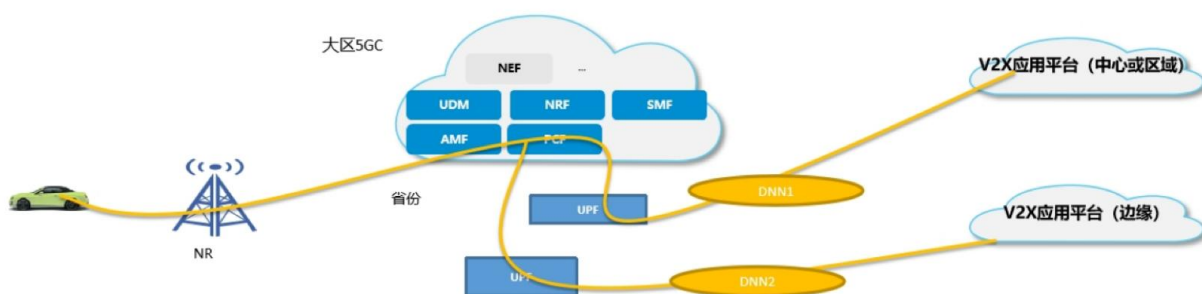 大区5GC
NEF
...
UDM
NRF
SMF
AMF
PCF
V2X应用平台（中心或区域）
省份
UPF
DNN1
V2X应用平台（边缘）
NR
UPF
DNN2